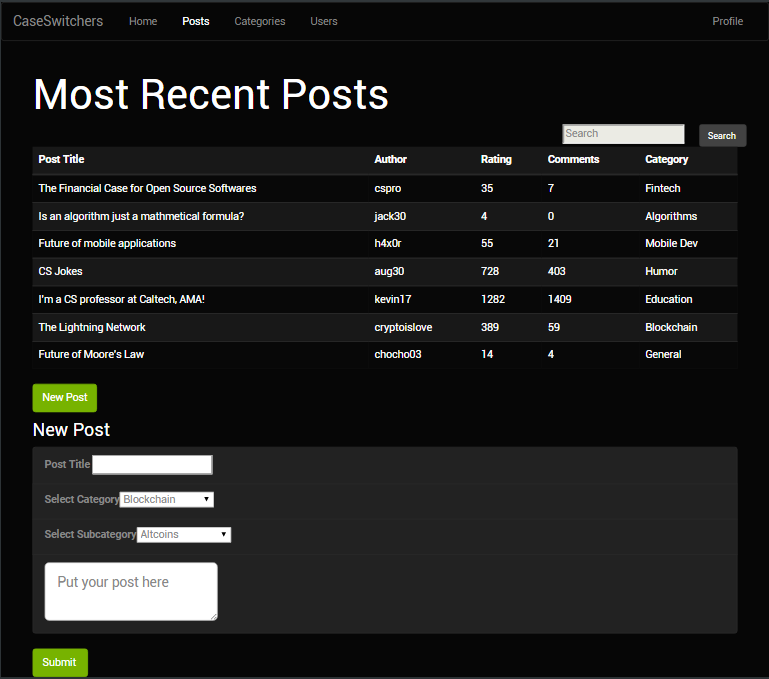 CaseSwitchers Home Posts Categories Users Profile
Most Recent Posts
Search Search
Post Title Author Rating Comments Category
The Financial Case for Open Source Softwares cspro 35 7 Fintech
Is an algorithm just a mathmetical formula? jack30 4 0 Algorithms
Future of mobile applications h4x0r 55 21 Mobile Dev
CS Jokes aug30 728 403 Humor
I'm a CS professor at Caltech, AMA! kevin17 1282 1409 Education
The Lightning Network cryptoislove 389 59 Blockchain
Future of Moore's Law chocho03 14 4 General
New Post
New Post
Post Title
Select Category Blockchain
Select Subcategory Altcoins
Put your post here
Submit